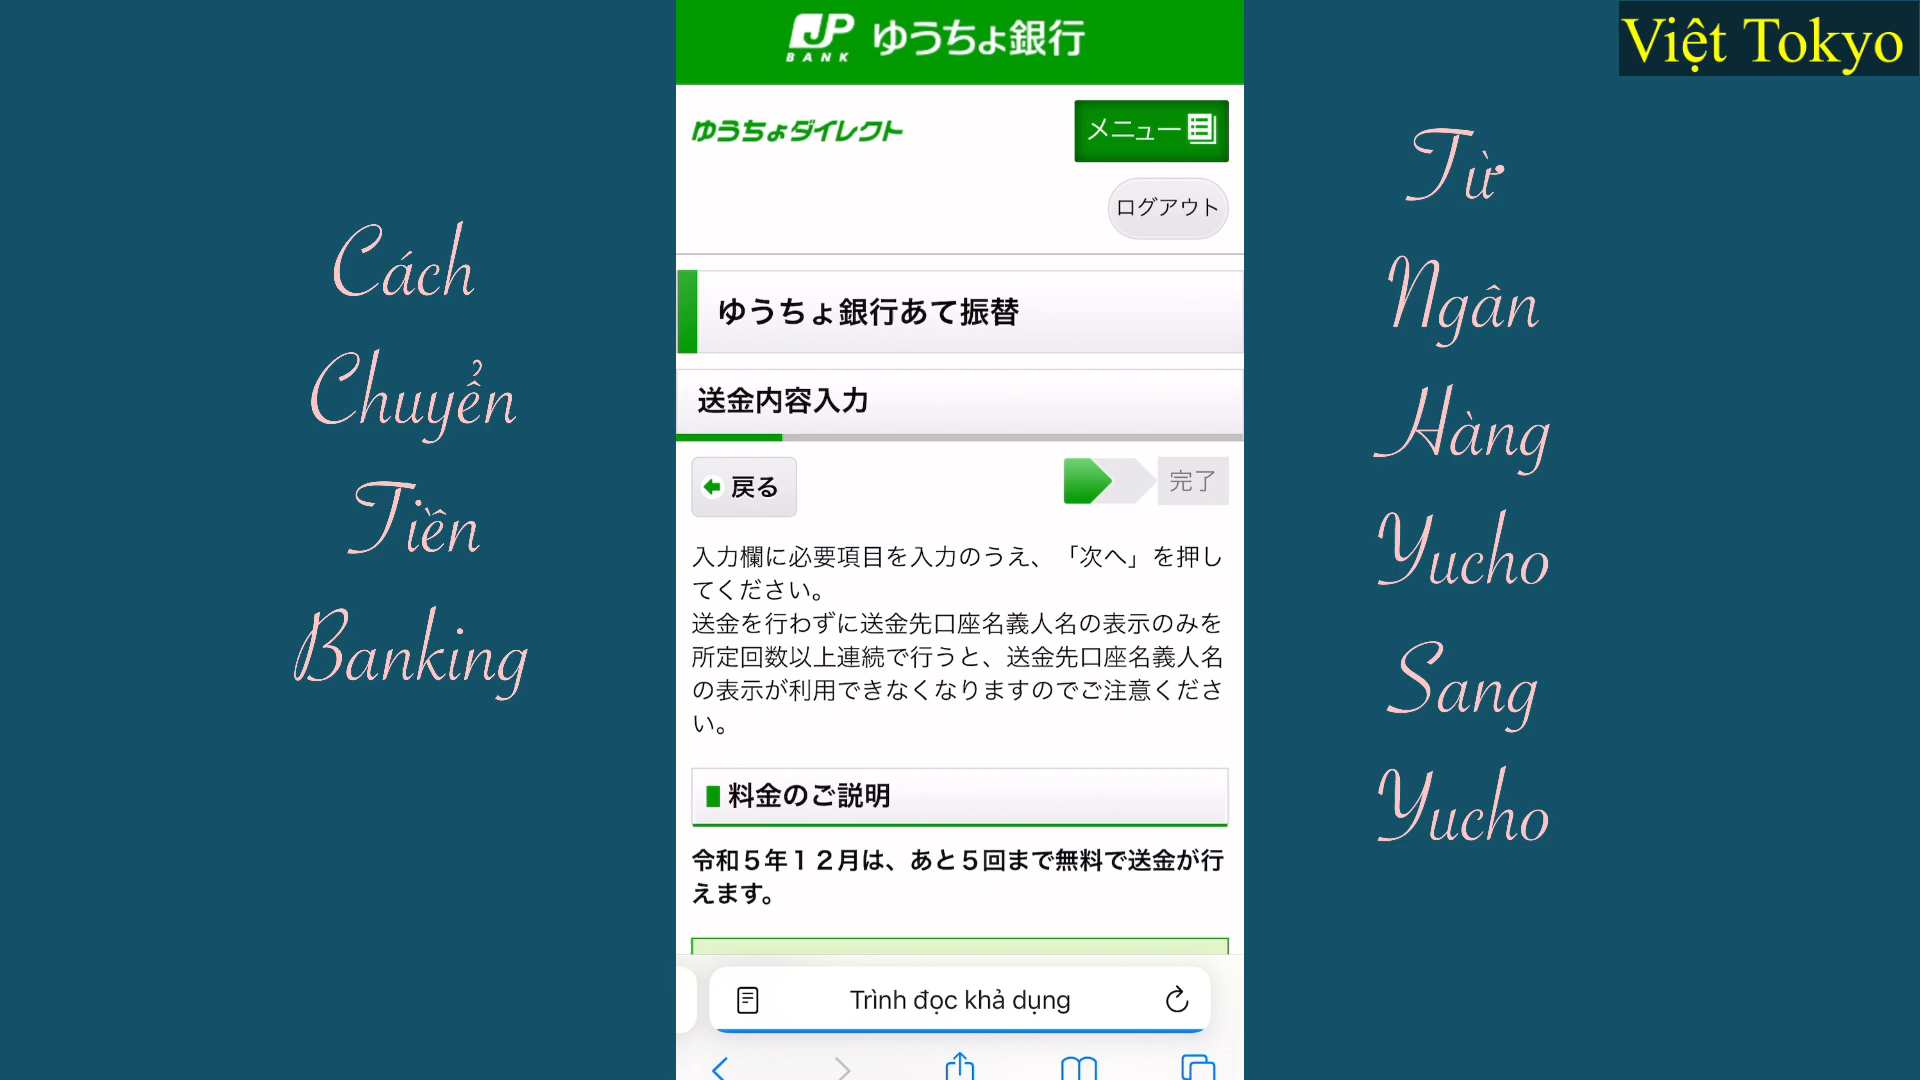 Việt Tokyo
Cách
Chuyển
Tiền
Banking
JP
BANK
ゆうちょ銀行
ゆうちょダイレクト
メニュー
ログアウト
ゆうちょ銀行あて振替
送金内容入力
戻る
完了
入力欄に必要項目を入力のうえ、「次へ」を押し
てください。
送金を行わずに送金先口座名義人名の表示のみを
所定回数以上連続で行うと、送金先口座名義人名
の表示が利用できなくなりますのでご注意くださ
い。
料金のご説明
令和５年１２月は、あと５回まで無料で送金が行
えます。
Trình đọc khả dụng
Từ
Ngân
Hàng
Yucho
Sang
Yucho